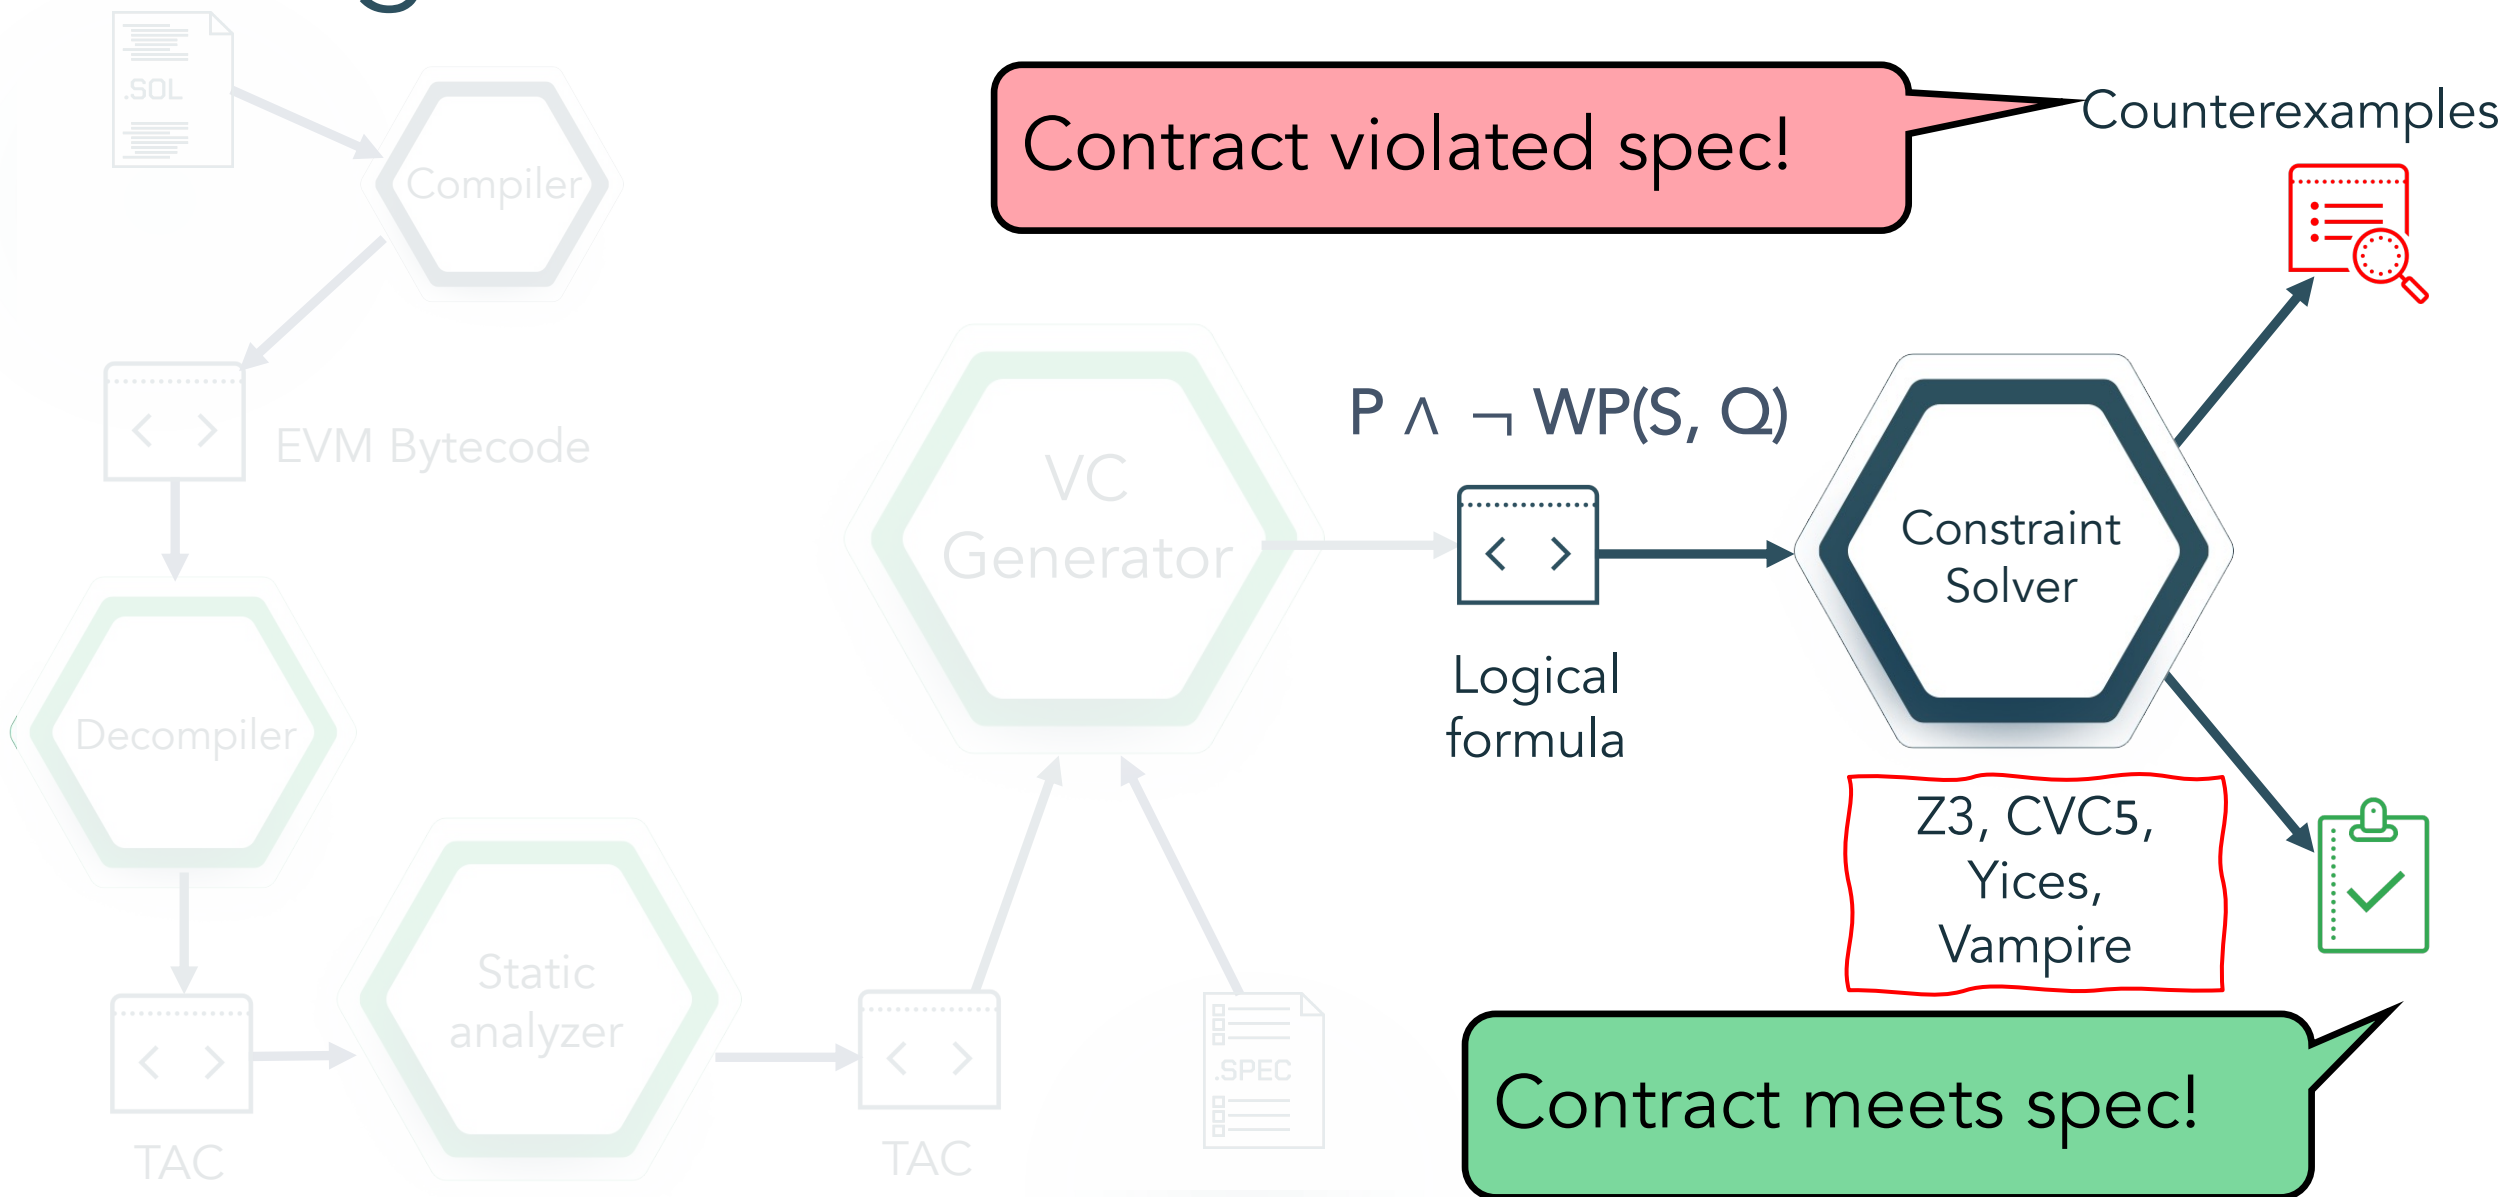 .SOL
Compiler
EVM Bytecode
Decompiler
TAC
Static
analyzer
TAC
VC
Generator
.SPEC
P ∧ ¬ WP(S, Q)
Logical
formula
Constraint
Solver
Z3, CVC5,
Yices,
Vampire
Contract violated spec!
Counterexamples
Contract meets spec!